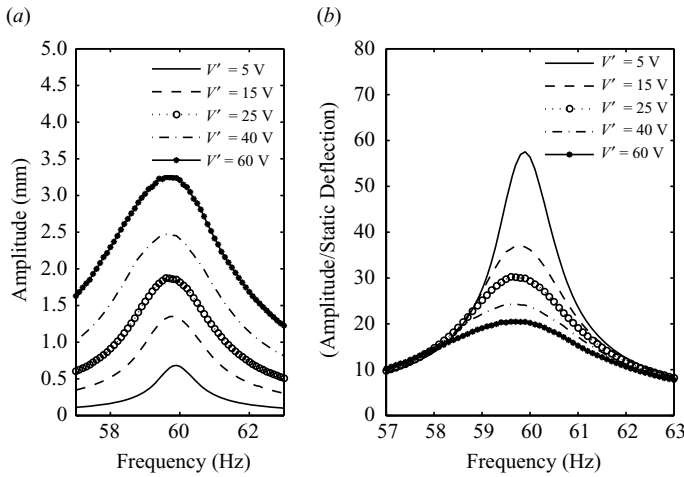 (a)
5.0
4.5
4.0
3.5
3.0
2.5
2.0
1.5
1.0
0.5
0
Amplitude (mm)
V′ = 5 V
V′ = 15 V
V′ = 25 V
V′ = 40 V
V′ = 60 V
58 60 62
Frequency (Hz)
(b)
80
70
60
50
40
30
20
10
0
(Amplitude/Static Deflection)
V′ = 5 V
V′ = 15 V
V′ = 25 V
V′ = 40 V
V′ = 60 V
57 58 59 60 61 62 63
Frequency (Hz)